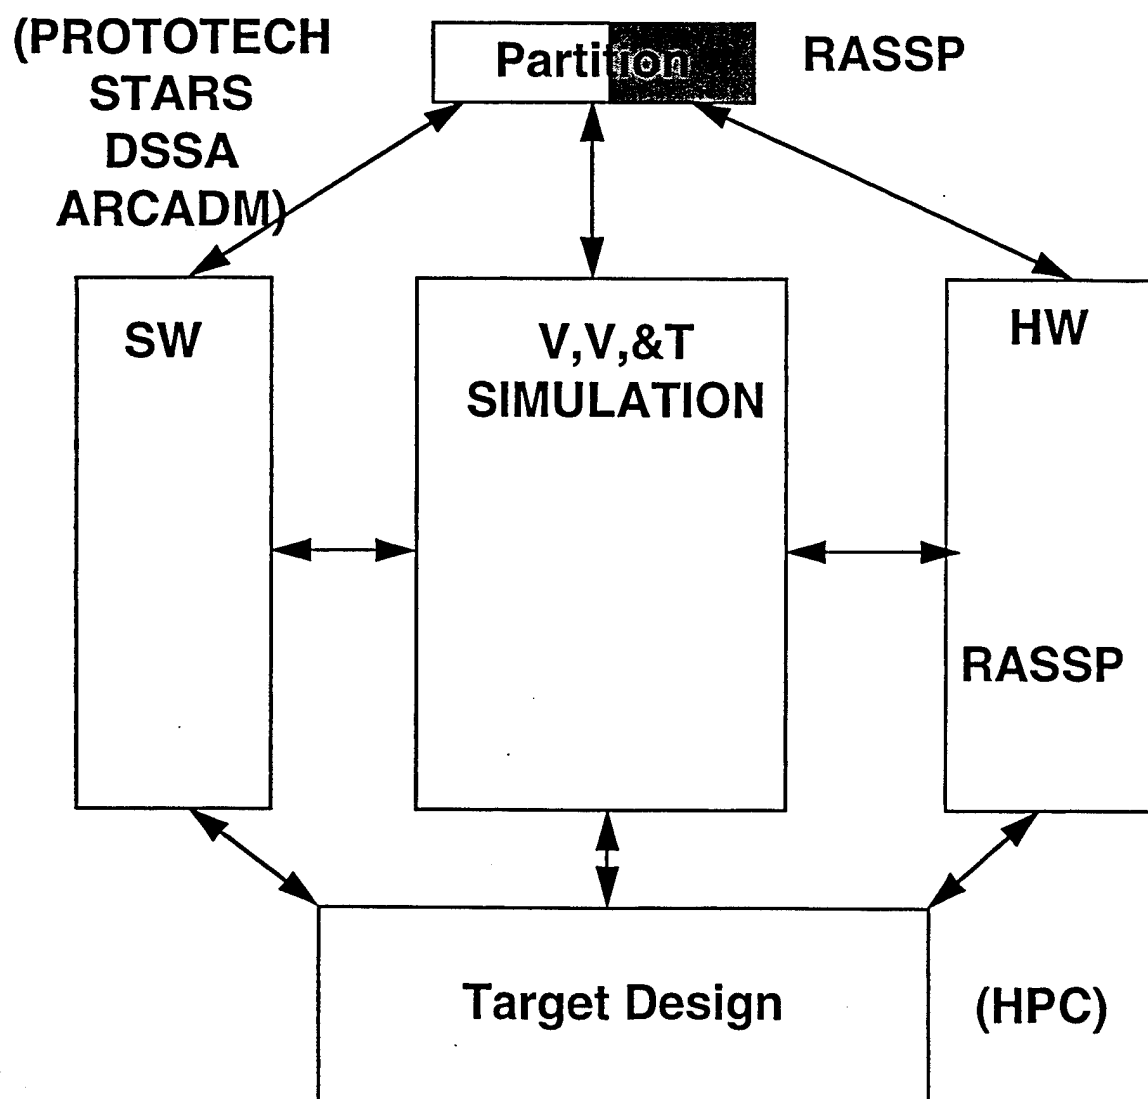 (PROTOTECH
STARS
DSSA
ARCADM)
Partition
RASSP
SW
V,V,&T
SIMULATION
HW
RASSP
Target Design
(HPC)